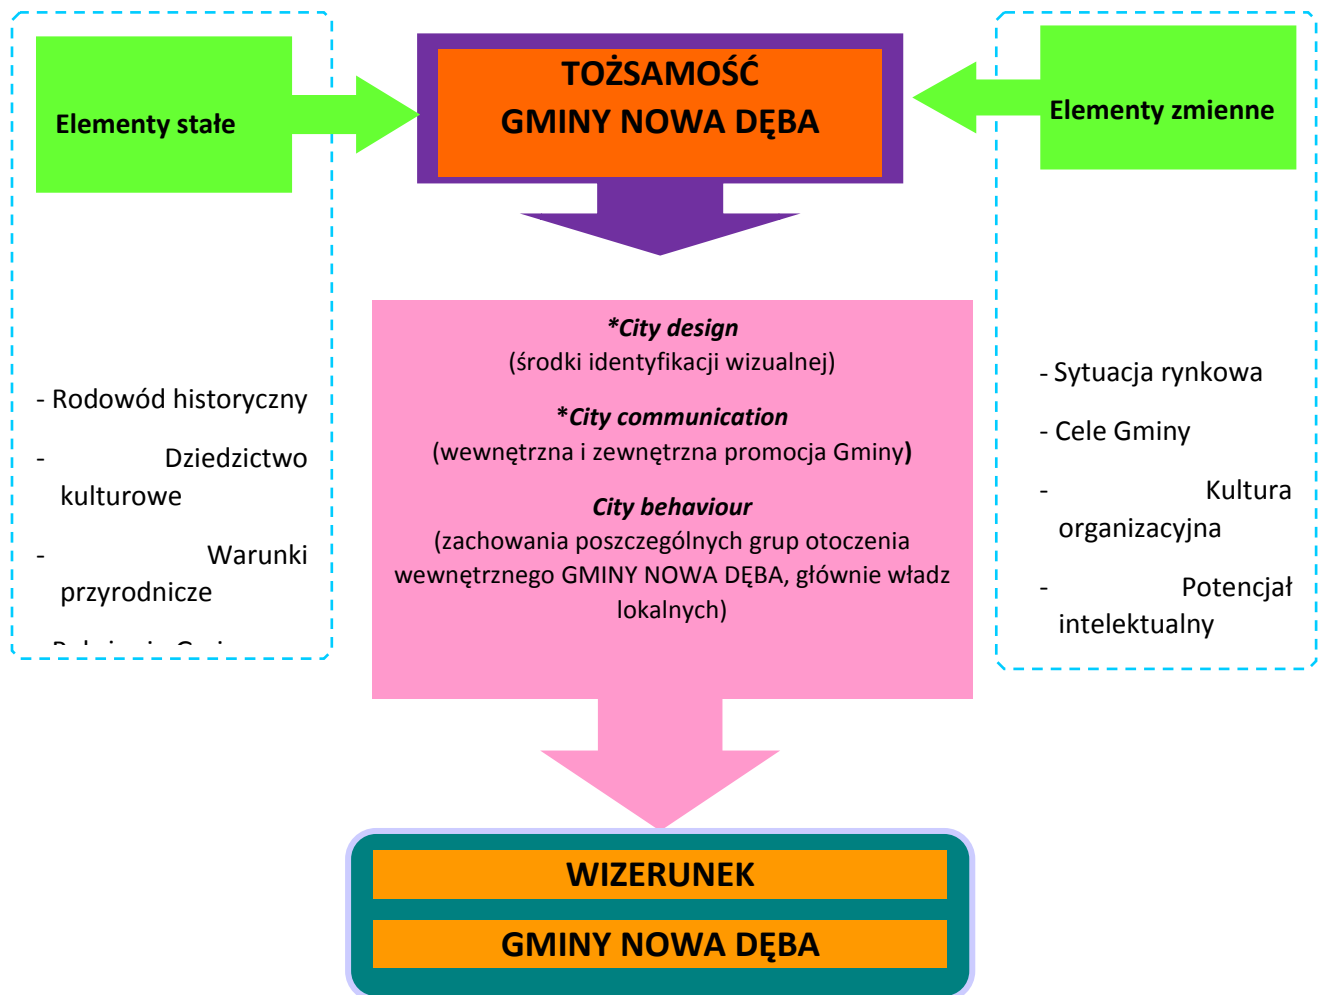 Elementy stałe
- Rodowód historyczny
- Dziedzictwo
kulturowe
- Warunki
przyrodnicze
TOŻSAMOŚĆ
GMINY NOWA DĘBA
*City design
(środki identyfikacji wizualnej)
*City communication
(wewnętrzna i zewnętrzna promocja Gminy)
City behaviour
(zachowania poszczególnych grup otoczenia
wewnętrznego GMINY NOWA DĘBA, głównie władz
lokalnych)
Elementy zmienne
- Sytuacja rynkowa
- Cele Gminy
- Kultura
organizacyjna
- Potencjał
intelektualny
WIZERUNEK
GMINY NOWA DĘBA